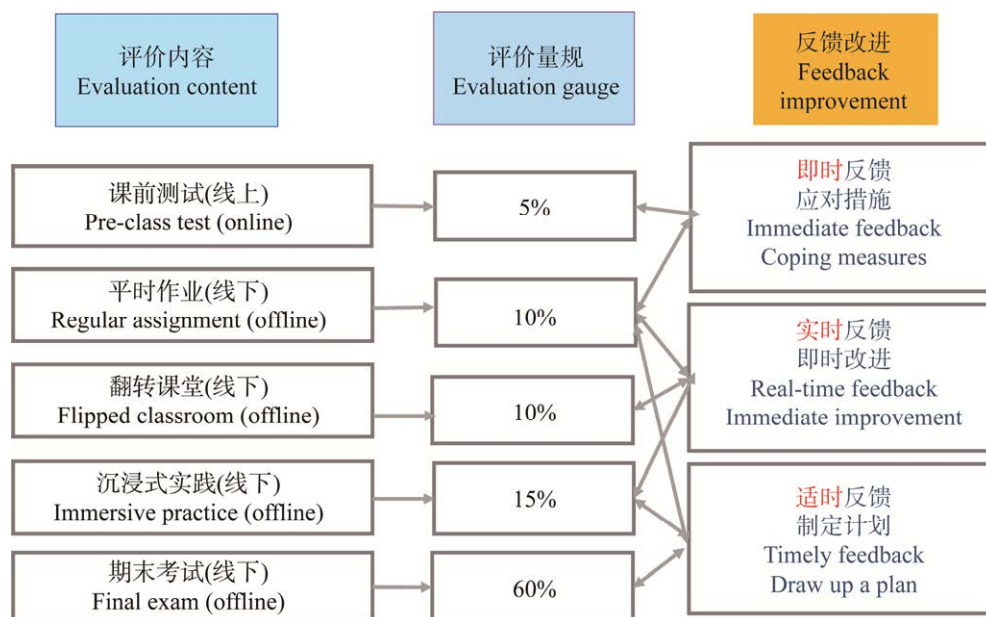 评价内容
Evaluation content
评价量规
Evaluation gauge
反馈改进
Feedback
improvement
课前测试(线上)
Pre-class test (online)
5%
即时反馈
应对措施
Immediate feedback
Coping measures
平时作业(线下)
Regular assignment (offline)
10%
实时反馈
即时改进
Real-time feedback
Immediate improvement
翻转课堂(线下)
Flipped classroom (offline)
10%
沉浸式实践(线下)
Immersive practice (offline)
15%
适时反馈
制定计划
Timely feedback
Draw up a plan
期末考试(线下)
Final exam (offline)
60%